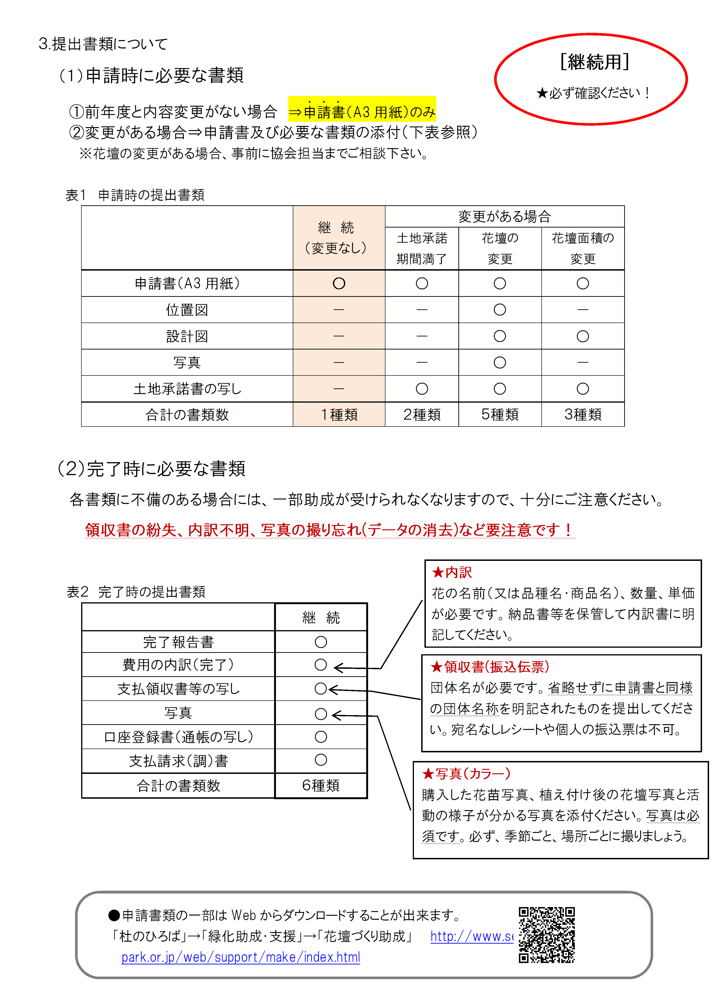 3.提出書類について
[継続用]
★必ず確認ください！
（1）申請時に必要な書類
①前年度と内容変更がない場合　⇒申請書（A3 用紙）のみ
②変更がある場合⇒申請書及び必要な書類の添付（下表参照）
※花壇の変更がある場合、事前に協会担当までご相談下さい。
表1　申請時の提出書類
継　続
（変更なし）
変更がある場合
土地承諾
期間満了
花壇の
変更
花壇面積の
変更
申請書（A3 用紙） ○ ○ ○ ○
位置図 － － ○ －
設計図 － － ○ ○
写真 － － ○ －
土地承諾書の写し － ○ ○ ○
合計の書類数 1種類 2種類 5種類 3種類
（2）完了時に必要な書類
各書類に不備のある場合には、一部助成が受けられなくなりますので、十分にご注意ください。
領収書の紛失、内訳不明、写真の撮り忘れ(データの消去)など要注意です！
表2　完了時の提出書類
継　続
完了報告書 ○
費用の内訳（完了） ○
支払領収書等の写し ○
写真 ○
口座登録書（通帳の写し） ○
支払請求（調）書 ○
合計の書類数 6種類
★内訳
花の名前（又は品種名・商品名）、数量、単価
が必要です。納品書等を保管して内訳書に明
記してください。
★領収書(振込伝票)
団体名が必要です。省略せずに申請書と同様
の団体名称を明記されたものを提出してくださ
い。宛名なしレシートや個人の振込票は不可。
★写真（カラー）
購入した花苗写真、植え付け後の花壇写真と活
動の様子が分かる写真を添付ください。写真は必
須です。必ず、季節ごと、場所ごとに撮りましょう。
●申請書類の一部は Web からダウンロードすることが出来ます。
「杜のひろば」→「緑化助成・支援」→「花壇づくり助成」　http://www.se
park.or.jp/web/support/make/index.html